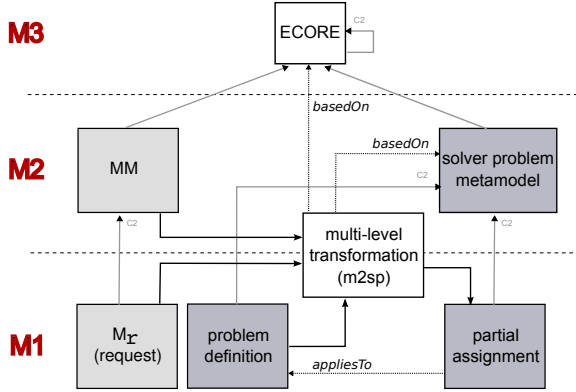 M3
ECORE
C2
basedOn
M2
MM
basedOn
solver problem
metamodel
C2
C2
C2
multi-level
transformation
(m2sp)
M1
Mr
(request)
problem
definition
partial
assignment
appliesTo